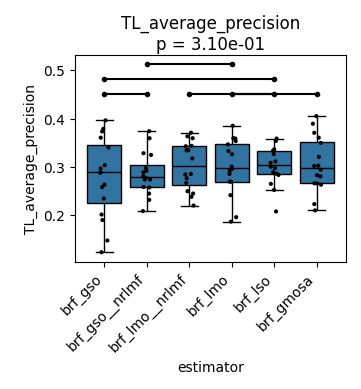 TL_average_precision
p = 3.10e-01
TL_average_precision
0.5
0.4
0.3
0.2
brf_gso
brf_gso__nrlmf
brf_lmo__nrlmf
brf_lmo
brf_lso
brf_gmosa
estimator